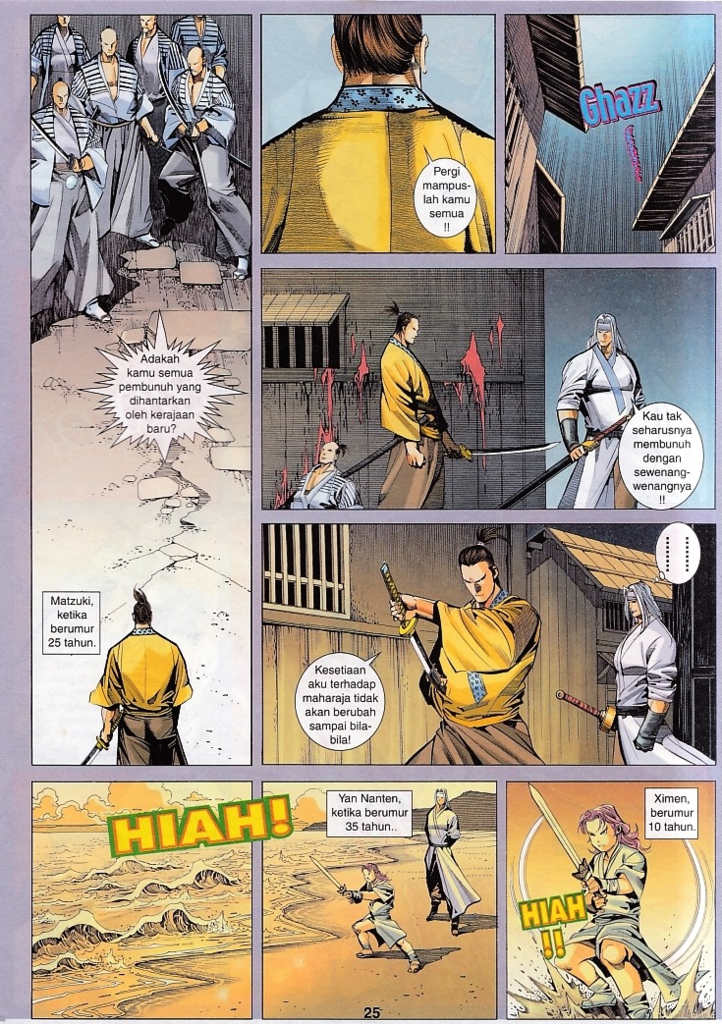 Adakah
kamu semua
pembunuh yang
dihantarkan
oleh kerajaan
baru?
Matzuki,
ketika
berumur
25 tahun.
Pergi
mampus-
lah kamu
semua
!!
Ghazz
Kau tak
seharusnya
membunuh
dengan
sewenang-
wenangnya
!!
Kesetiaan
aku terhadap
maharaja tidak
akan berubah
sampai bila-
bila!
HIAH!
Yan Nanten,
ketika berumur
35 tahun..
Ximen,
berumur
10 tahun.
HIAH
!!
25